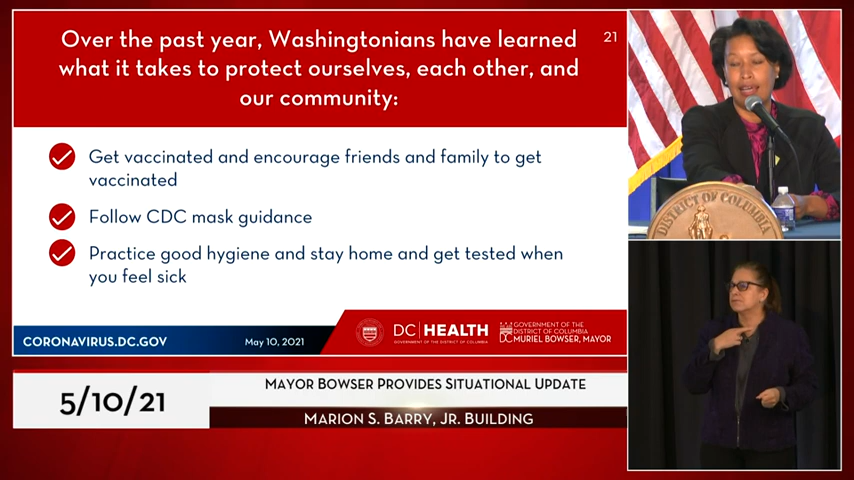 Over the past year, Washingtonians have learned
what it takes to protect ourselves, each other, and
our community:
21
Get vaccinated and encourage friends and family to get
vaccinated
Follow CDC mask guidance
Practice good hygiene and stay home and get tested when
you feel sick
CORONAVIRUS.DC.GOV
May 10, 2021
DC HEALTH
GOVERNMENT OF THE DISTRICT OF COLUMBIA
GOVERNMENT OF THE
DISTRICT OF COLUMBIA
DC MURIEL BOWSER, MAYOR
DISTRICT OF COLUMBIA
5/10/21
MAYOR BOWSER PROVIDES SITUATIONAL UPDATE
MARION S. BARRY, JR. BUILDING